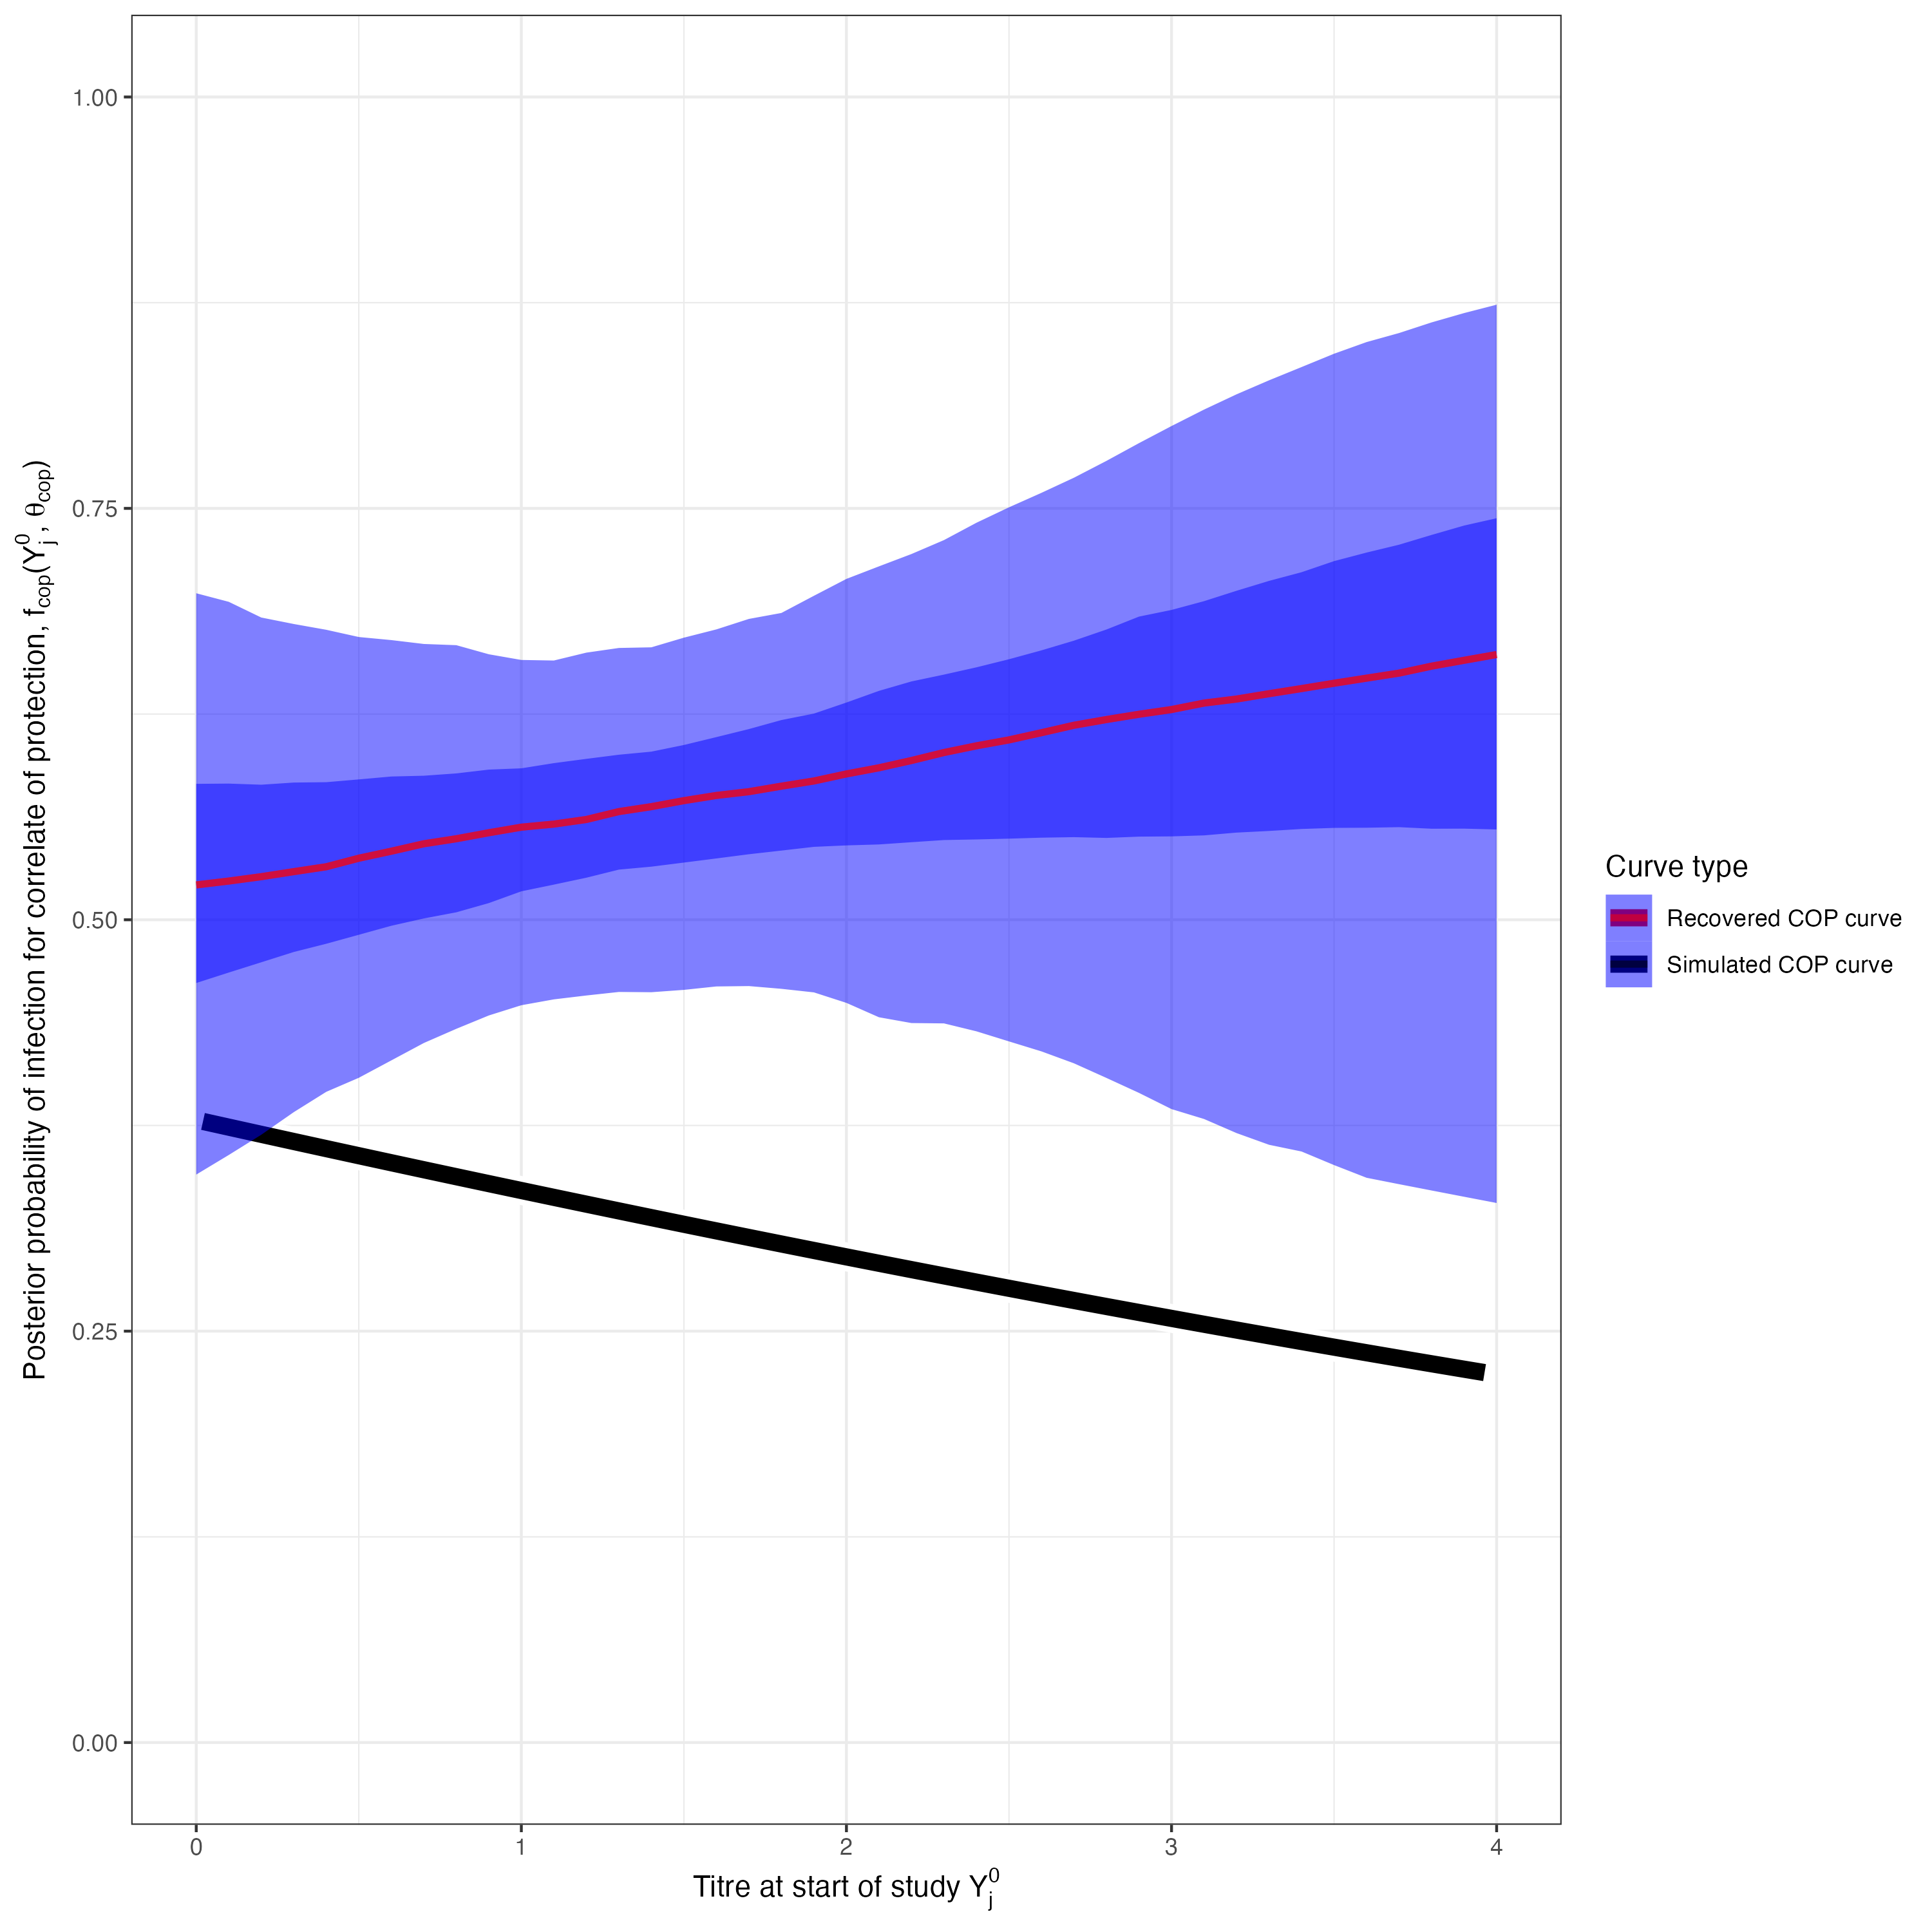 Posterior probability of infection for correlate of protection, f_cop(Y_j^0, θ_cop)
1.00
0.75
0.50
0.25
0.00
0 1 2 3 4
Titre at start of study Y_j^0
Curve type
Recovered COP curve
Simulated COP curve